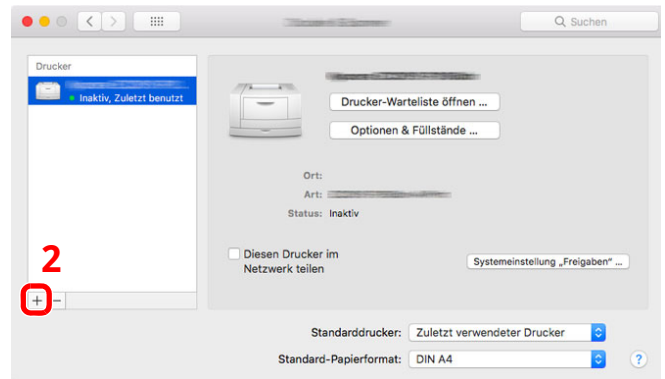 Suchen
Drucker
Inaktiv, Zuletzt benutzt
Drucker-Warteliste öffnen ...
Optionen & Füllstände ...
Ort:
Art:
Status: Inaktiv
Diesen Drucker im
Netzwerk teilen
Systemeinstellung „Freigaben“ ...
2
+ −
Standarddrucker: Zuletzt verwendeter Drucker
Standard-Papierformat: DIN A4
?